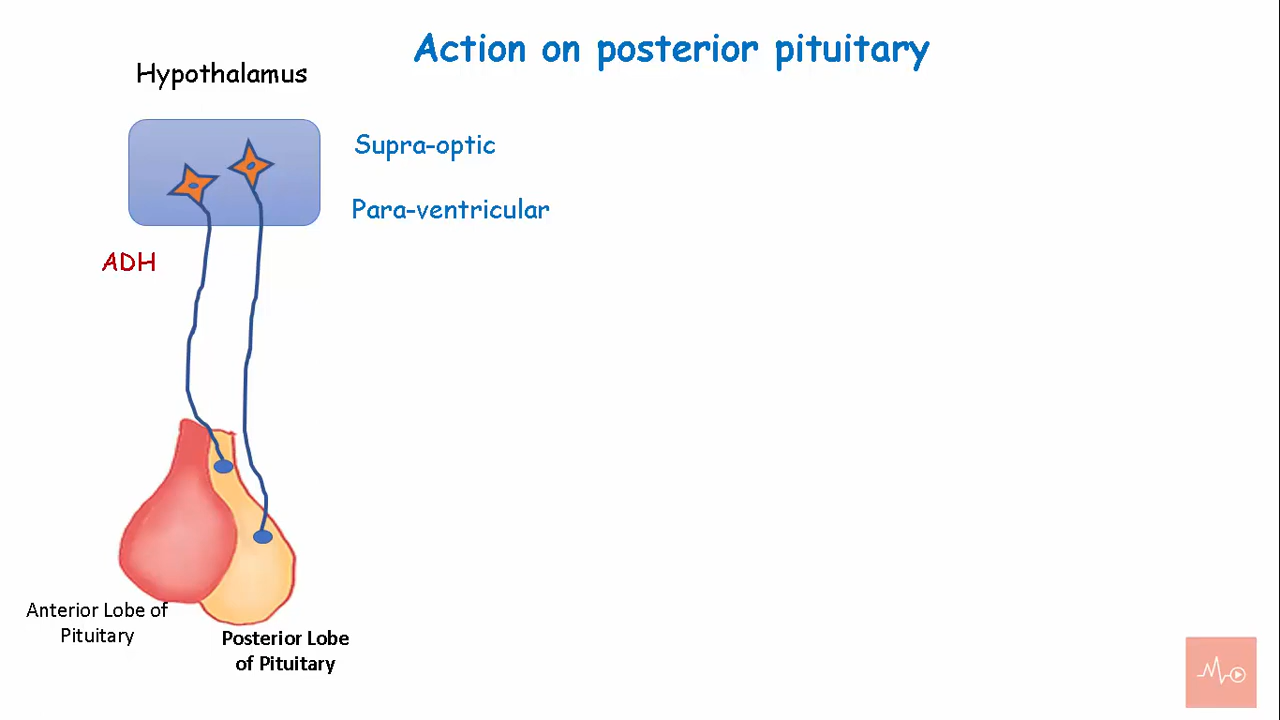 Action on posterior pituitary
Hypothalamus
Supra-optic
Para-ventricular
ADH
Anterior Lobe of
Pituitary
Posterior Lobe
of Pituitary